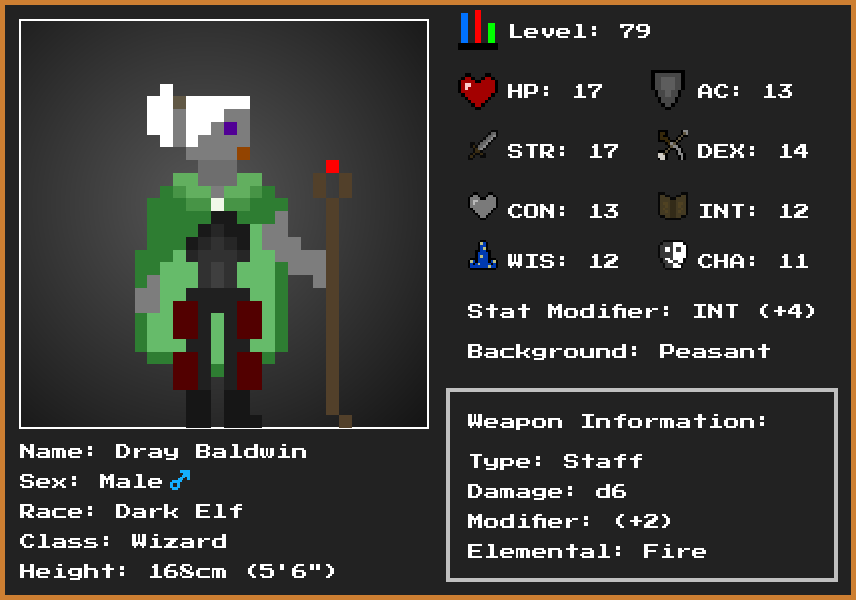 Level: 79
HP: 17
AC: 13
STR: 17
DEX: 14
CON: 13
INT: 12
WIS: 12
CHA: 11
Stat Modifier: INT (+4)
Background: Peasant
Weapon Information:
Type: Staff
Damage: d6
Modifier: (+2)
Elemental: Fire
Name: Dray Baldwin
Sex: Male♂
Race: Dark Elf
Class: Wizard
Height: 168cm (5'6")